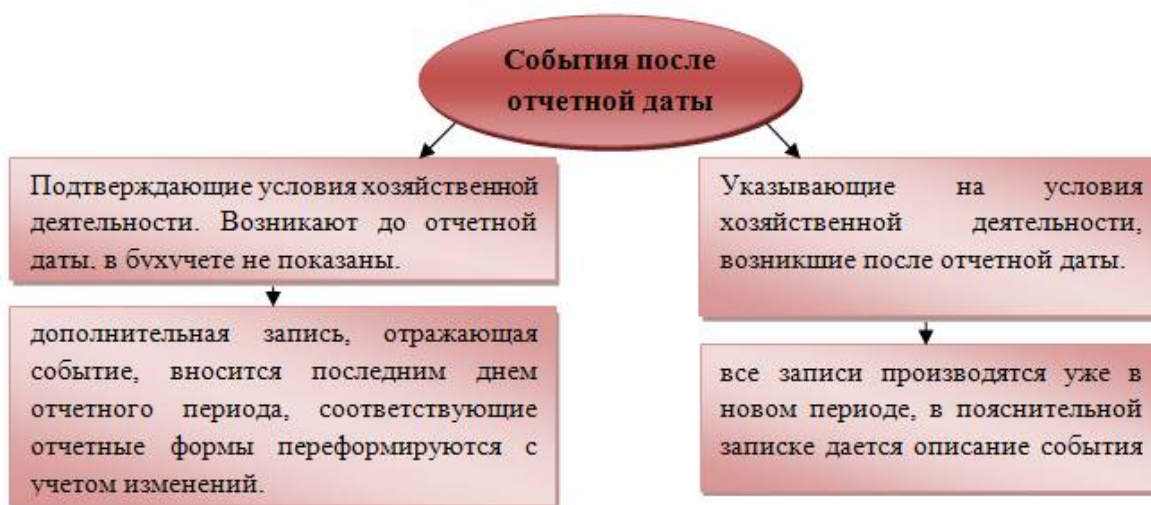 События после
отчетной даты
Подтверждающие условия хозяйственной
деятельности. Возникают до отчетной
даты, в бухучете не показаны.
Указывающие на условия
хозяйственной деятельности,
возникшие после отчетной даты.
дополнительная запись, отражающая
событие, вносится последним днем
отчетного периода, соответствующие
отчетные формы переформируются с
учетом изменений.
все записи производятся уже в
новом периоде, в пояснительной
записке дается описание события